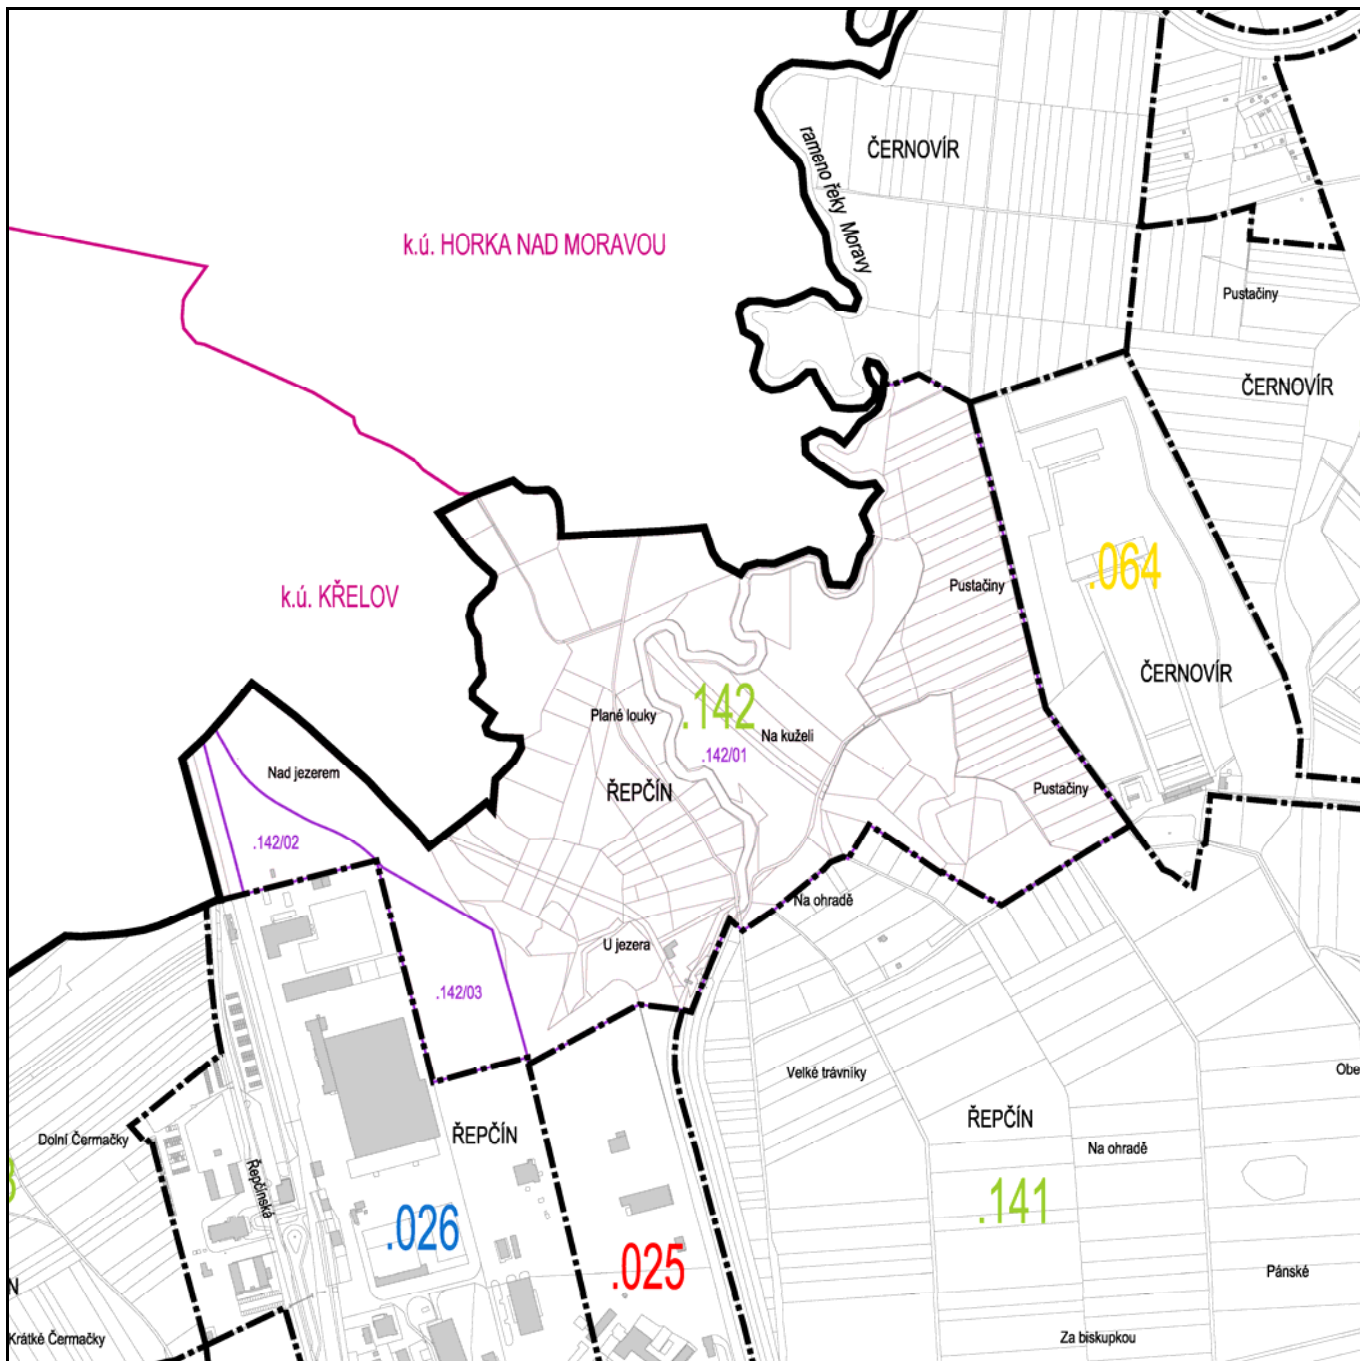 ČERNOVÍR
rameno řeky Moravy
k.ú. HORKA NAD MORAVOU
Pustačiny
ČERNOVÍR
k.ú. KŘELOV
.064
Pustačiny
ČERNOVÍR
.142
Plané louky
Na kuželi
.142/01
Nad jezerem
ŘEPČÍN
Pustačiny
.142/02
Na ohradě
U jezera
.142/03
Velké trávníky
Obe
ŘEPČÍN
ŘEPČÍN
Dolní Čermačky
Na ohradě
Řepčínská
.141
.026
.025
Pánské
N
Krátké Čermačky
Za biskupkou